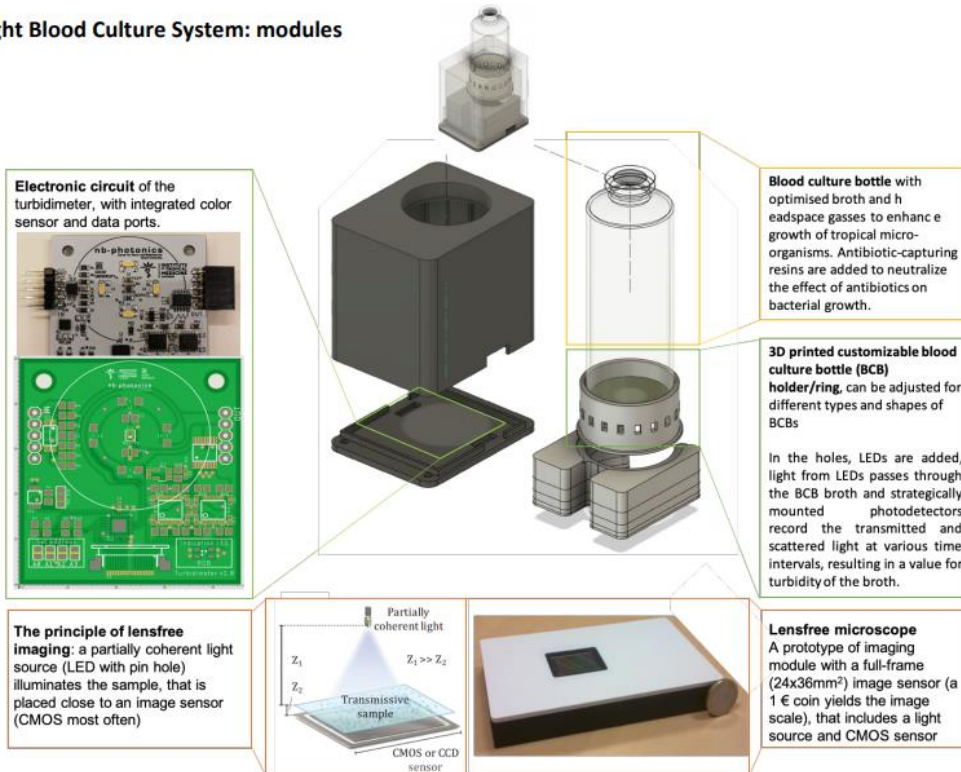 ght Blood Culture System: modules
Electronic circuit of the
turbidimeter, with integrated color
sensor and data ports.
nb-photonics
INSTITUTE
OF TROPICAL
MEDICINE
nb-photonics
Turbidimeter
Blood culture bottle with
optimised broth and h
eadspace gasses to enhanc e
growth of tropical micro-
organisms. Antibiotic-capturing
resins are added to neutralize
the effect of antibiotics on
bacterial growth.
3D printed customizable blood
culture bottle (BCB)
holder/ring, can be adjusted for
different types and shapes of
BCBs
In the holes, LEDs are added,
light from LEDs passes through
the BCB broth and strategically
mounted photodetectors
record the transmitted and
scattered light at various time
intervals, resulting in a value for
turbidity of the broth.
The principle of lensfree
imaging: a partially coherent light
source (LED with pin hole)
illuminates the sample, that is
placed close to an image sensor
(CMOS most often)
Partially
coherent light
Z1
Z1 >> Z2
Z2
Transmissive
sample
CMOS or CCD
sensor
Lensfree microscope
A prototype of imaging
module with a full-frame
(24x36mm²) image sensor (a
1 € coin yields the image
scale), that includes a light
source and CMOS sensor